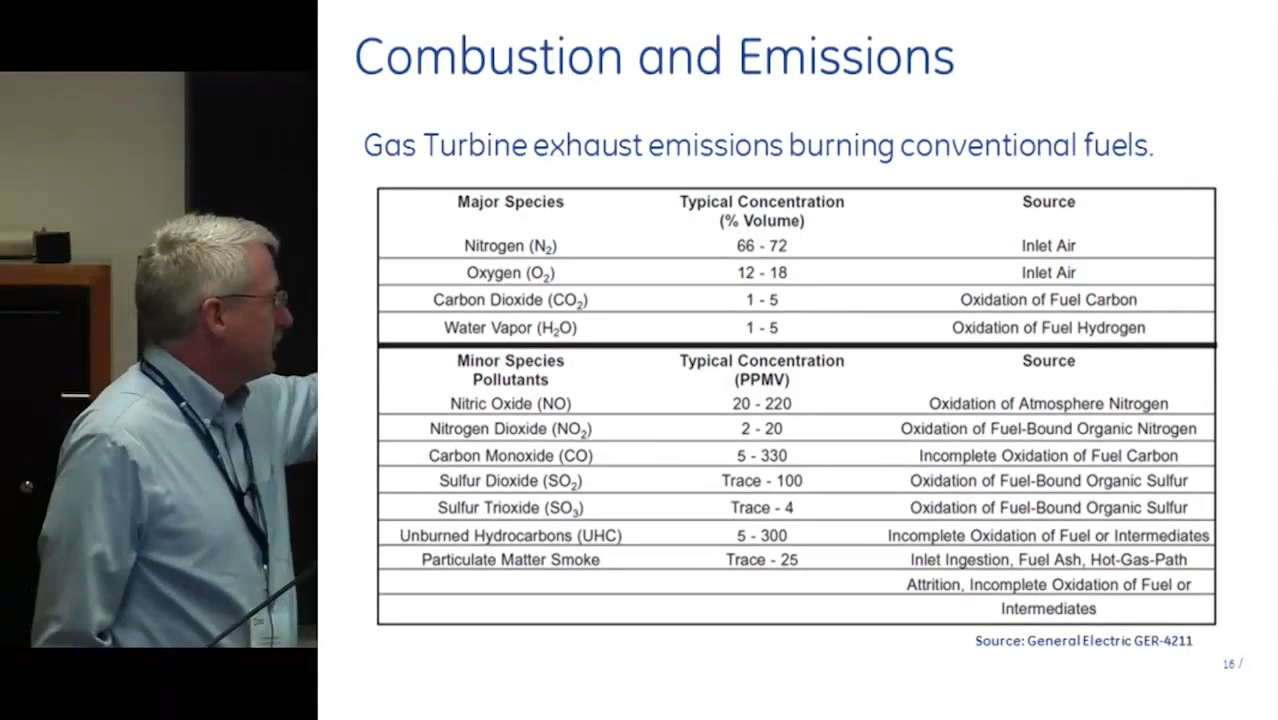 Combustion and Emissions
Gas Turbine exhaust emissions burning conventional fuels.
Major Species Typical Concentration (% Volume) Source
Nitrogen (N₂) 66 - 72 Inlet Air
Oxygen (O₂) 12 - 18 Inlet Air
Carbon Dioxide (CO₂) 1 - 5 Oxidation of Fuel Carbon
Water Vapor (H₂O) 1 - 5 Oxidation of Fuel Hydrogen
Minor Species Pollutants Typical Concentration (PPMV) Source
Nitric Oxide (NO) 20 - 220 Oxidation of Atmosphere Nitrogen
Nitrogen Dioxide (NO₂) 2 - 20 Oxidation of Fuel-Bound Organic Nitrogen
Carbon Monoxide (CO) 5 - 330 Incomplete Oxidation of Fuel Carbon
Sulfur Dioxide (SO₂) Trace - 100 Oxidation of Fuel-Bound Organic Sulfur
Sulfur Trioxide (SO₃) Trace - 4 Oxidation of Fuel-Bound Organic Sulfur
Unburned Hydrocarbons (UHC) 5 - 300 Incomplete Oxidation of Fuel or Intermediates
Particulate Matter Smoke Trace - 25 Inlet Ingestion, Fuel Ash, Hot-Gas-Path
Attrition, Incomplete Oxidation of Fuel or
Intermediates
Source: General Electric GER-4211
16 /